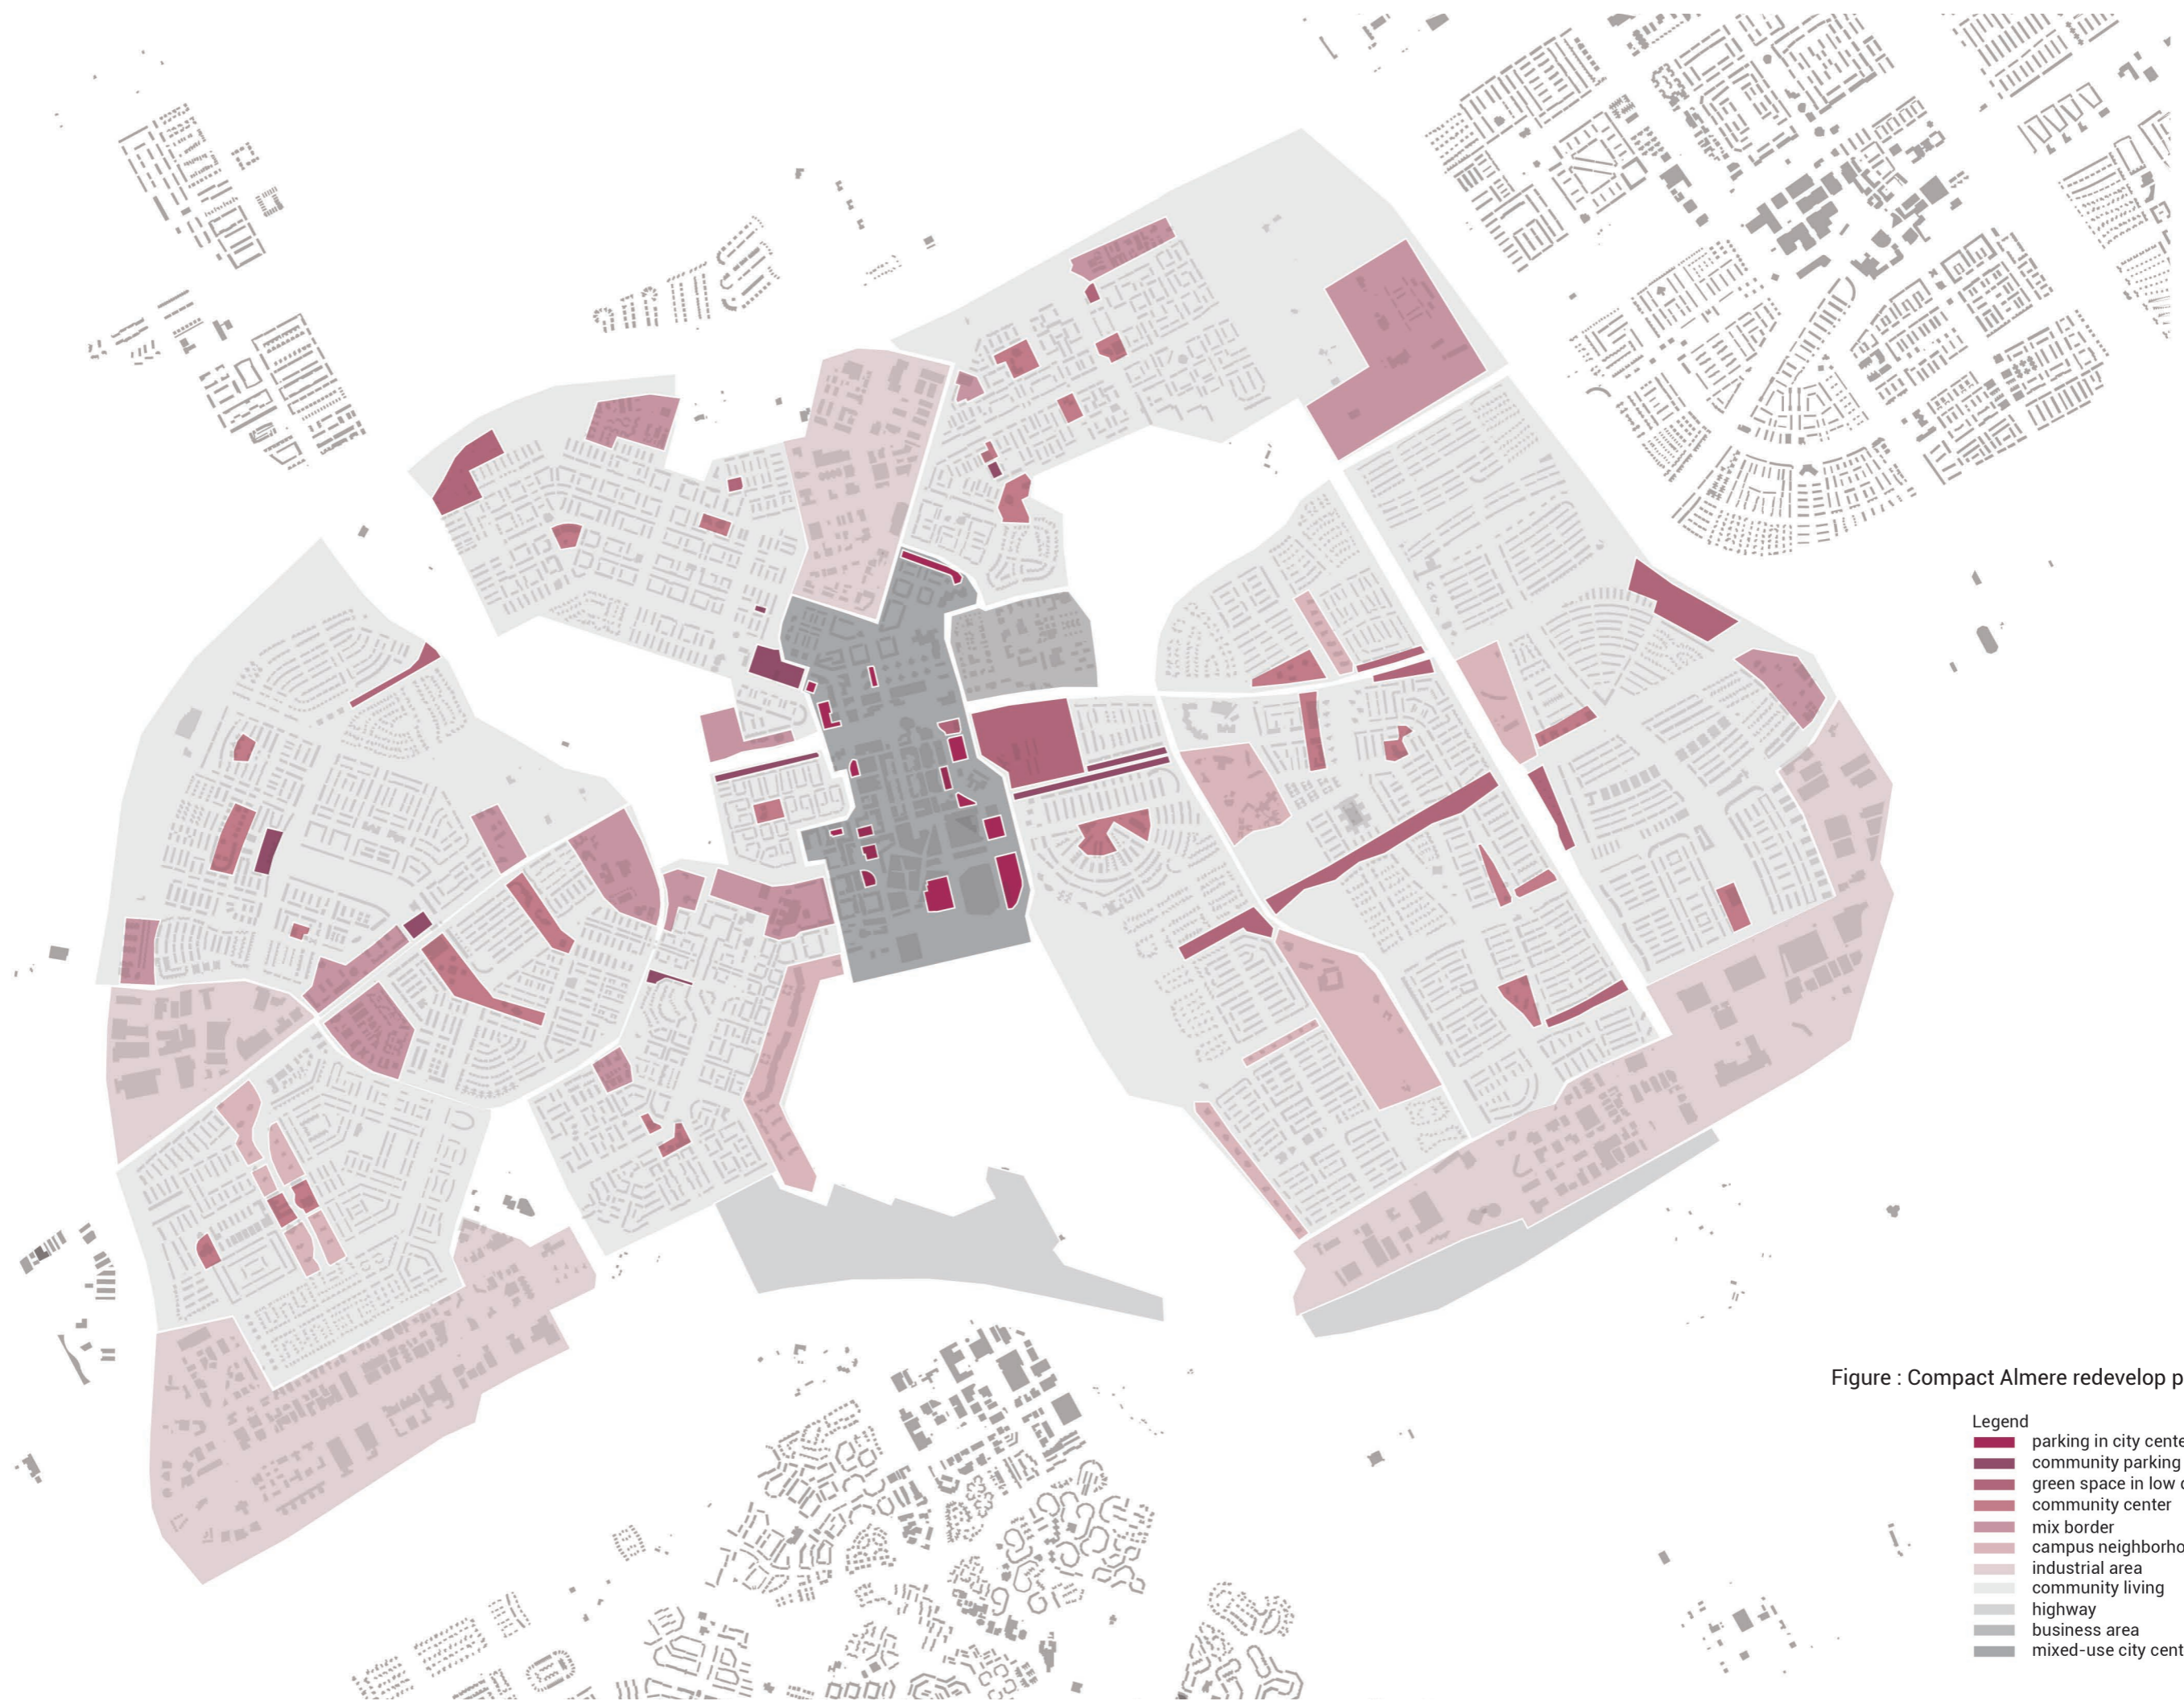 Figure : Compact Almere redevelop p
Legend
parking in city cente
community parking
green space in low
community center
mix border
campus neighborho
industrial area
community living
highway
business area
mixed-use city cent